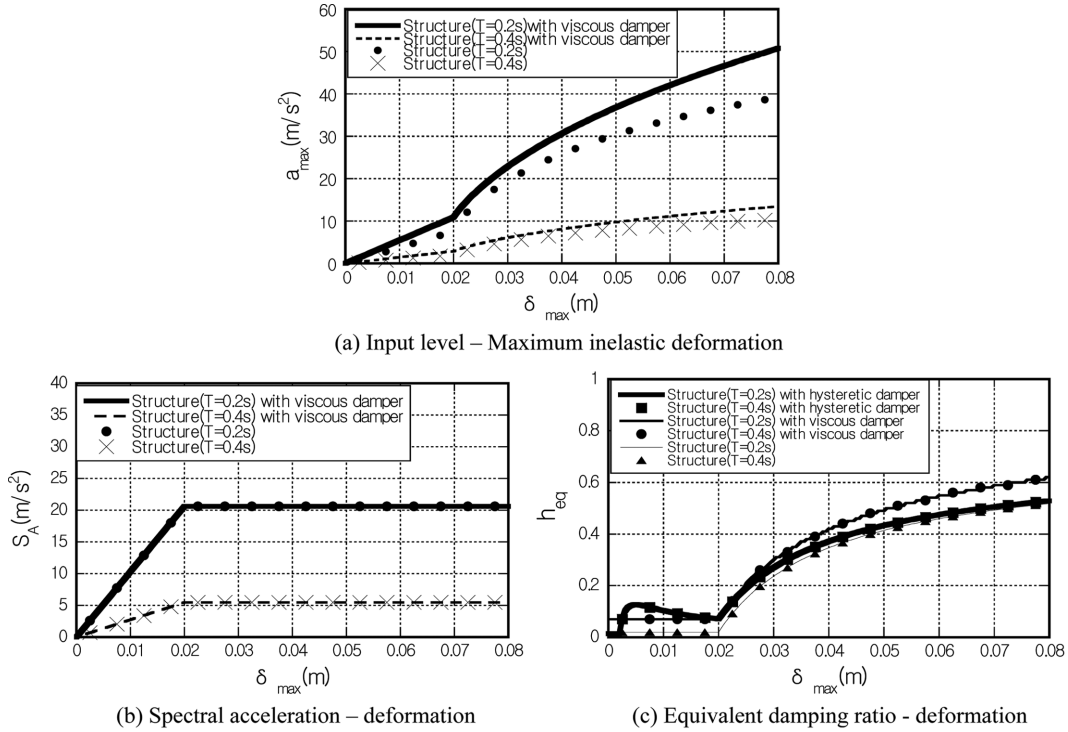 60
50
40
30
20
10
0
a max (m/s²)
Structure(T=0.2s)with viscous damper
Structure(T=0.4s)with viscous damper
Structure(T=0.2s)
Structure(T=0.4s)
0 0.01 0.02 0.03 0.04 0.05 0.06 0.07 0.08
δ max (m)
(a) Input level – Maximum inelastic deformation
40
35
30
25
20
15
10
5
0
S A (m/s²)
Structure(T=0.2s) with viscous damper
Structure(T=0.4s) with viscous damper
Structure(T=0.2s)
Structure(T=0.4s)
0 0.01 0.02 0.03 0.04 0.05 0.06 0.07 0.08
δ max (m)
(b) Spectral acceleration – deformation
1
0.8
0.6
0.4
0.2
0
h eq
Structure(T=0.2s) with hysteretic damper
Structure(T=0.4s) with hysteretic damper
Structure(T=0.2s) with viscous damper
Structure(T=0.4s) with viscous damper
Structure(T=0.2s)
Structure(T=0.4s)
0 0.01 0.02 0.03 0.04 0.05 0.06 0.07 0.08
δ max (m)
(c) Equivalent damping ratio - deformation